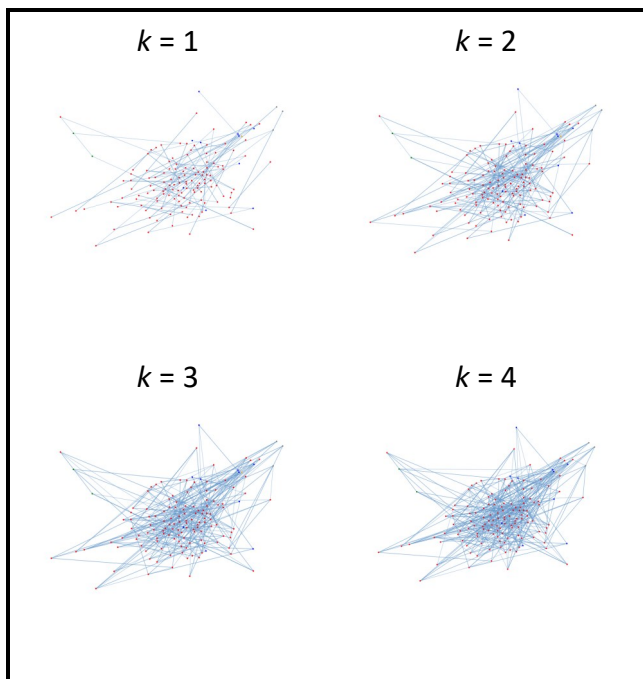 k = 1
k = 2
k = 3
k = 4